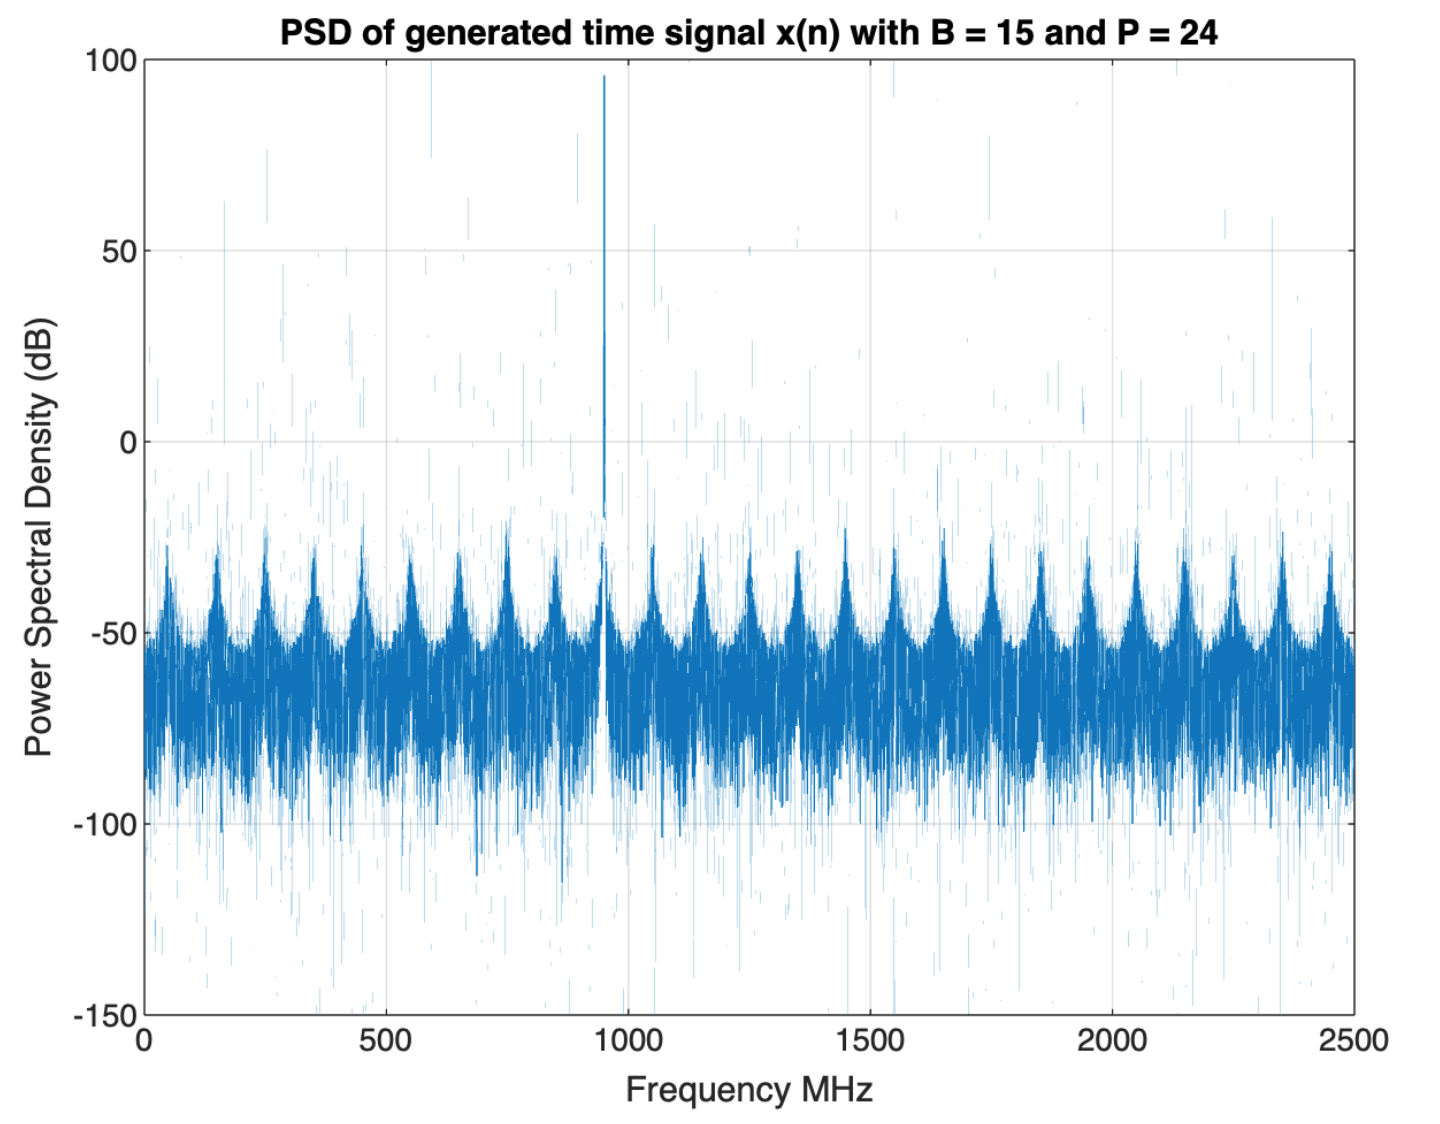 PSD of generated time signal x(n) with B = 15 and P = 24
100
50
0
-50
-100
-150
Power Spectral Density (dB)
0 500 1000 1500 2000 2500
Frequency MHz